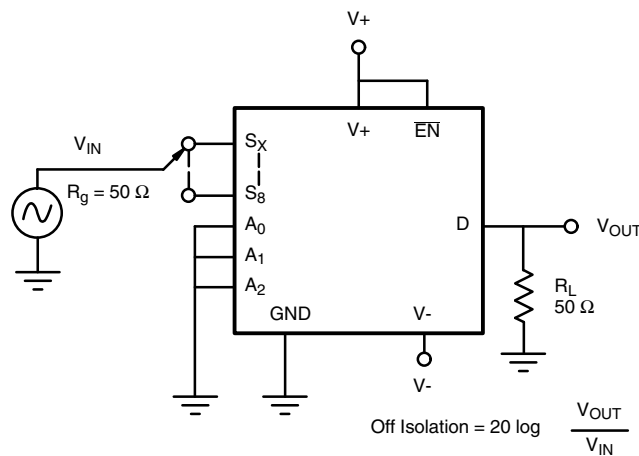 V+
V+ EN
V_IN
S_X
R_g = 50 Ω
S_8
A_0
D
V_OUT
A_1
A_2
R_L
50 Ω
GND
V-
V-
Off Isolation = 20 log V_OUT
V_IN